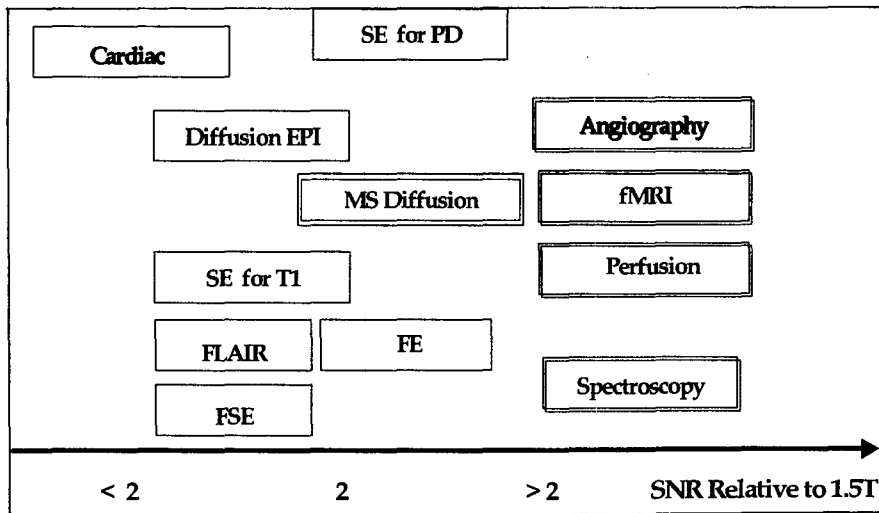 SE for PD
Cardiac
Angiography
Diffusion EPI
MS Diffusion
fMRI
SE for T1
Perfusion
FLAIR
FE
Spectroscopy
FSE
< 2
2
> 2
SNR Relative to 1.5T